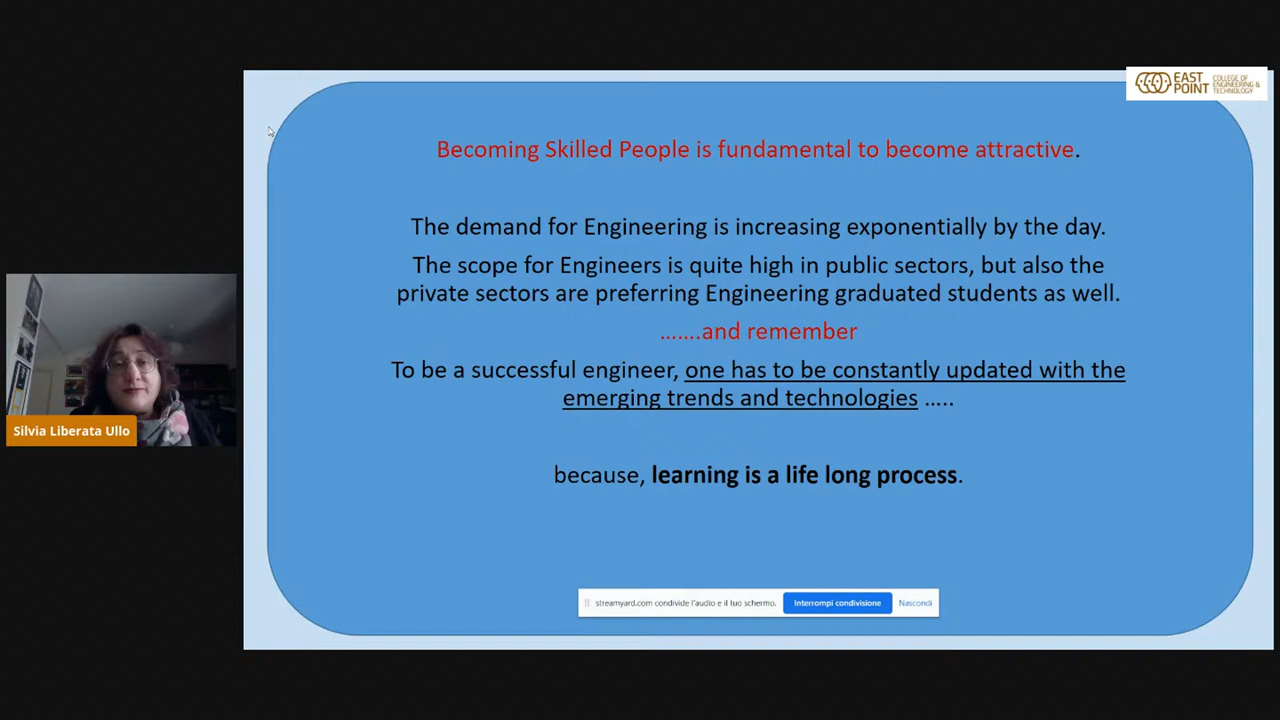 EAST
POINT
COLLEGE OF
ENGINEERING &
TECHNOLOGY
Becoming Skilled People is fundamental to become attractive.
The demand for Engineering is increasing exponentially by the day.
The scope for Engineers is quite high in public sectors, but also the
private sectors are preferring Engineering graduated students as well.
…….and remember
To be a successful engineer, one has to be constantly updated with the
emerging trends and technologies …..
because, learning is a life long process.
Silvia Liberata Ullo
streamyard.com condivide l'audio e il tuo schermo.
Interrompi condivisione
Nascondi